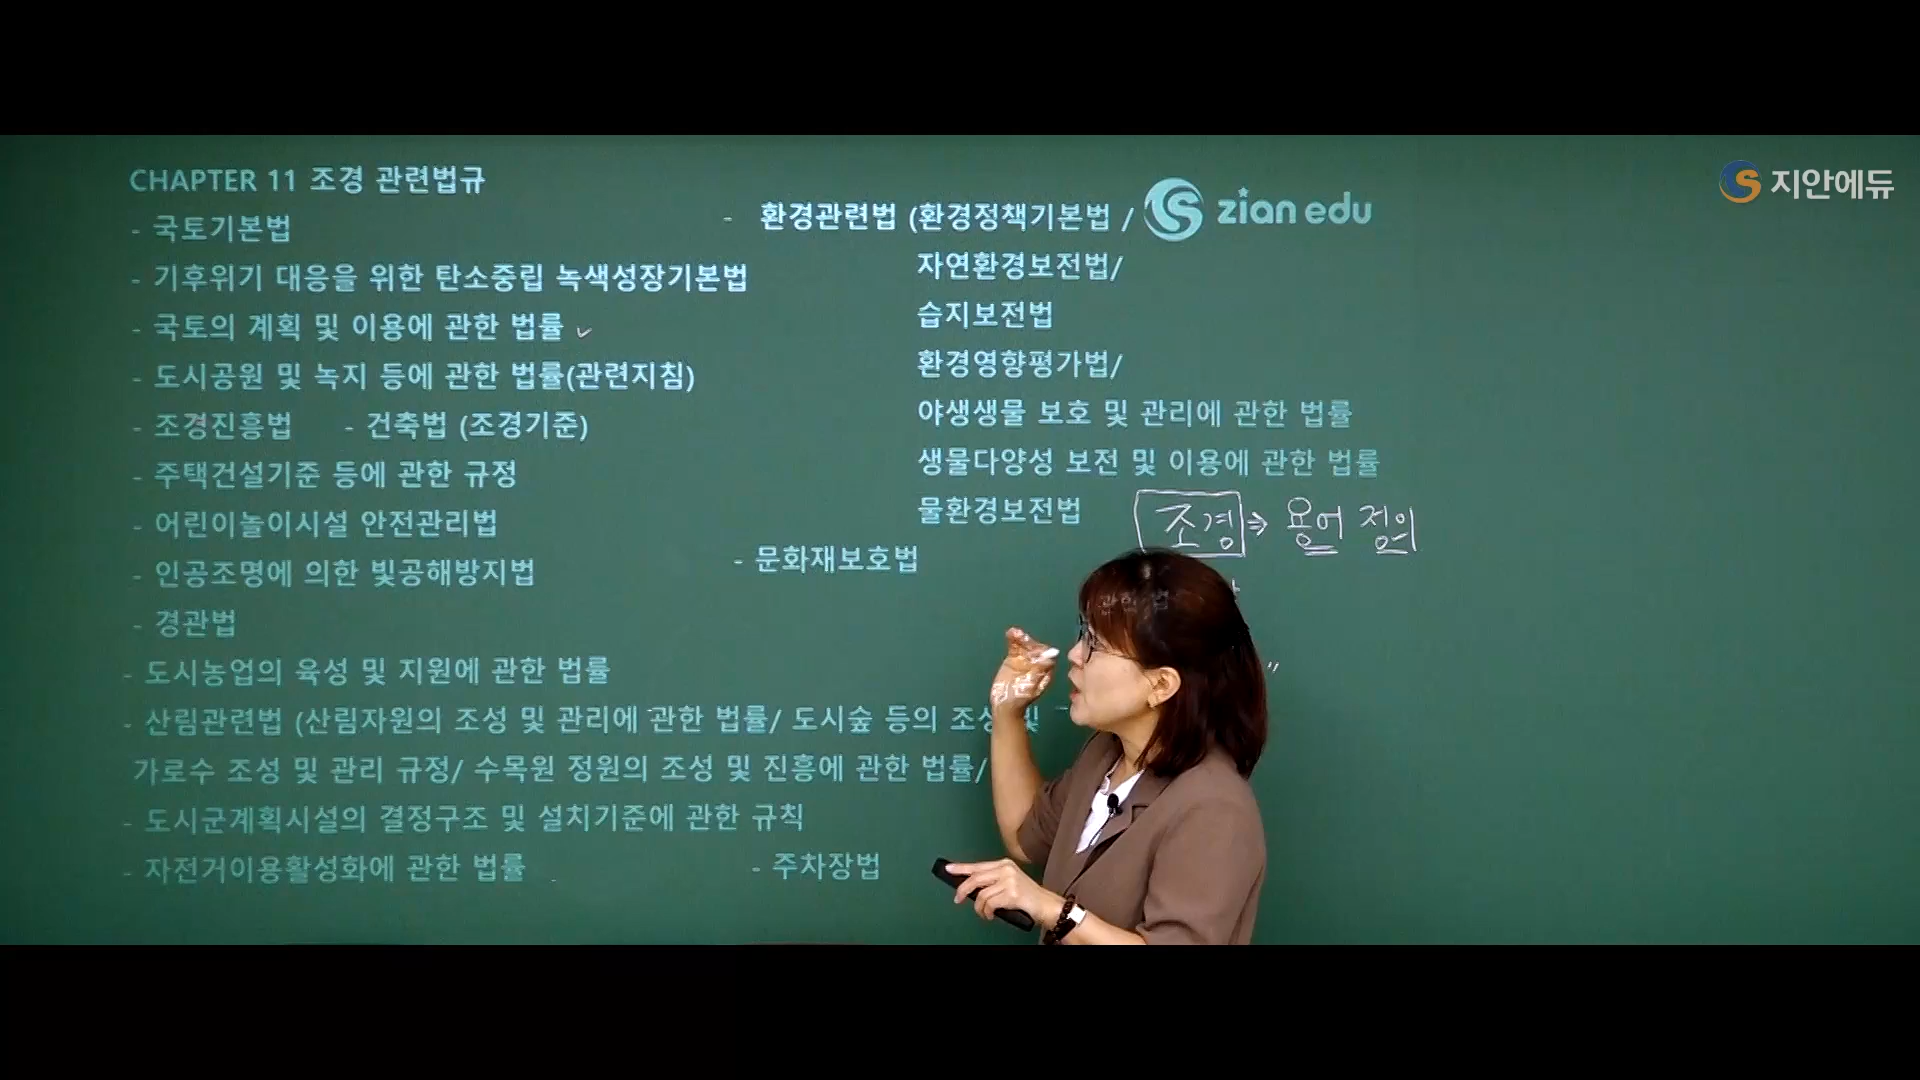 CHAPTER 11 조경 관련법규
- 국토기본법
- 기후위기 대응을 위한 탄소중립 녹색성장기본법
- 국토의 계획 및 이용에 관한 법률
- 도시공원 및 녹지 등에 관한 법률(관련지침)
- 조경진흥법 - 건축법 (조경기준)
- 주택건설기준 등에 관한 규정
- 어린이놀이시설 안전관리법
- 인공조명에 의한 빛공해방지법
- 경관법
- 도시농업의 육성 및 지원에 관한 법률
- 산림관련법 (산림자원의 조성 및 관리에 관한 법률/ 도시숲 등의 조성 및
가로수 조성 및 관리 규정/ 수목원 정원의 조성 및 진흥에 관한 법률/
- 도시군계획시설의 결정구조 및 설치기준에 관한 규칙
- 자전거이용활성화에 관한 법률 - 주차장법
- 환경관련법 (환경정책기본법 /
자연환경보전법/
습지보전법
환경영향평가법/
야생생물 보호 및 관리에 관한 법률
생물다양성 보전 및 이용에 관한 법률
물환경보전법
- 문화재보호법
조경 ⇒ 용어 정의
zian edu
지안에듀